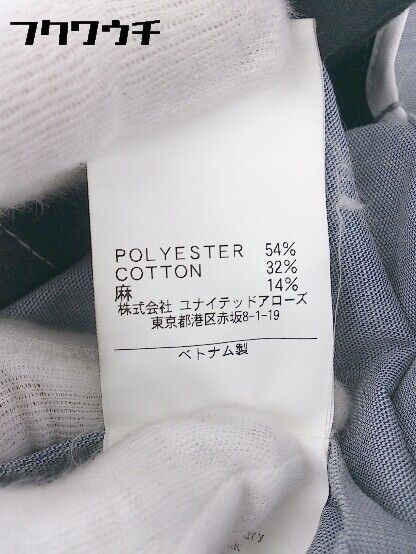 フクワウチ
POLYESTER 54%
COTTON 32%
麻 14%
株式会社 ユナイテッドアローズ
東京都港区赤坂8-1-19
ベトナム製
dry